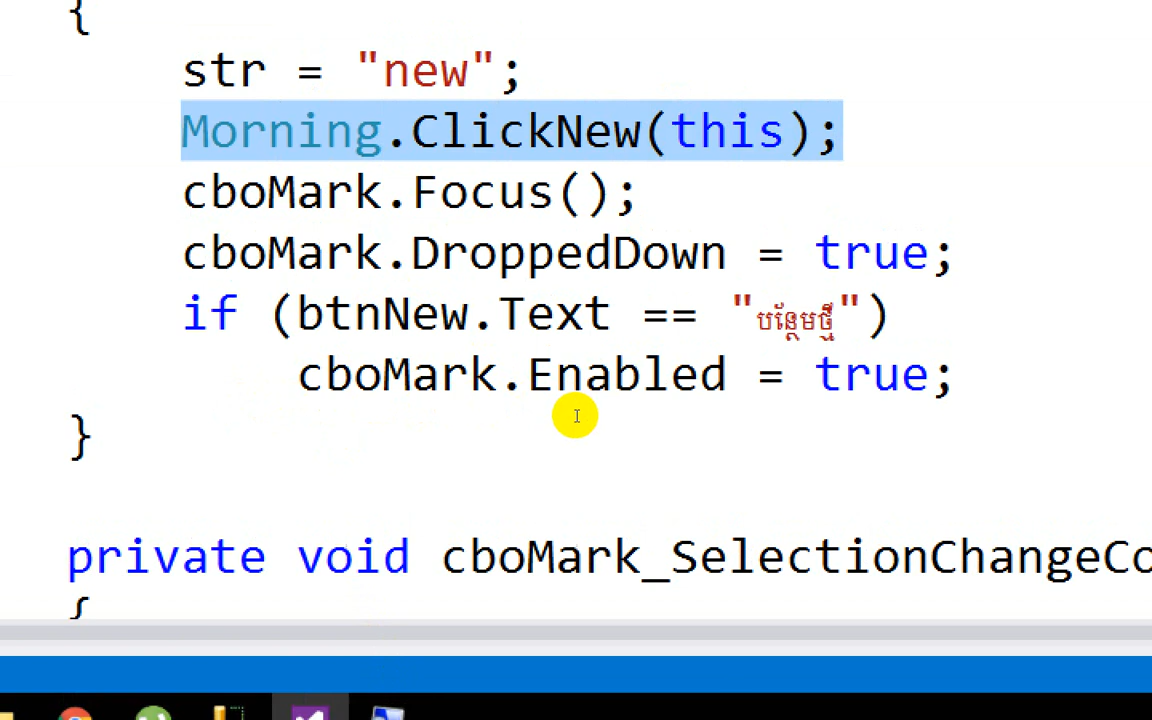 {
str = "new";
Morning.ClickNew(this);
cboMark.Focus();
cboMark.DroppedDown = true;
if (btnNew.Text == "បន្ថែមថ្មី")
cboMark.Enabled = true;
}
private void cboMark_SelectionChangeCo
{